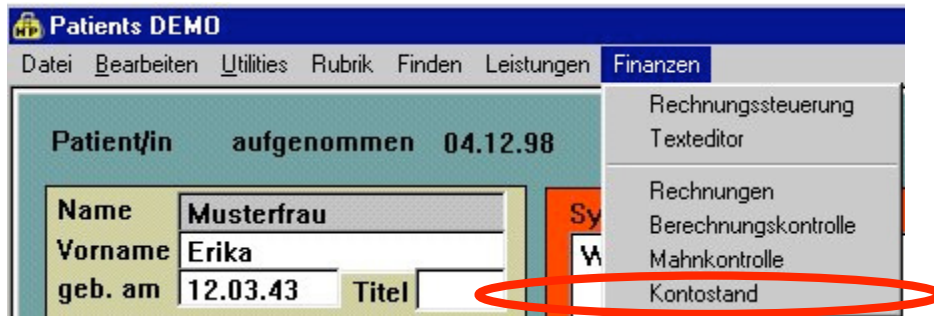 Patients DEMO
Datei Bearbeiten Utilities Rubrik Finden Leistungen Finanzen
Rechnungssteuerung
Texteditor
Rechnungen
Berechnungskontrolle
Mahnkontrolle
Kontostand
Patient/in aufgenommen 04.12.98
Name Musterfrau
Vorname Erika
geb. am 12.03.43 Titel
Sy